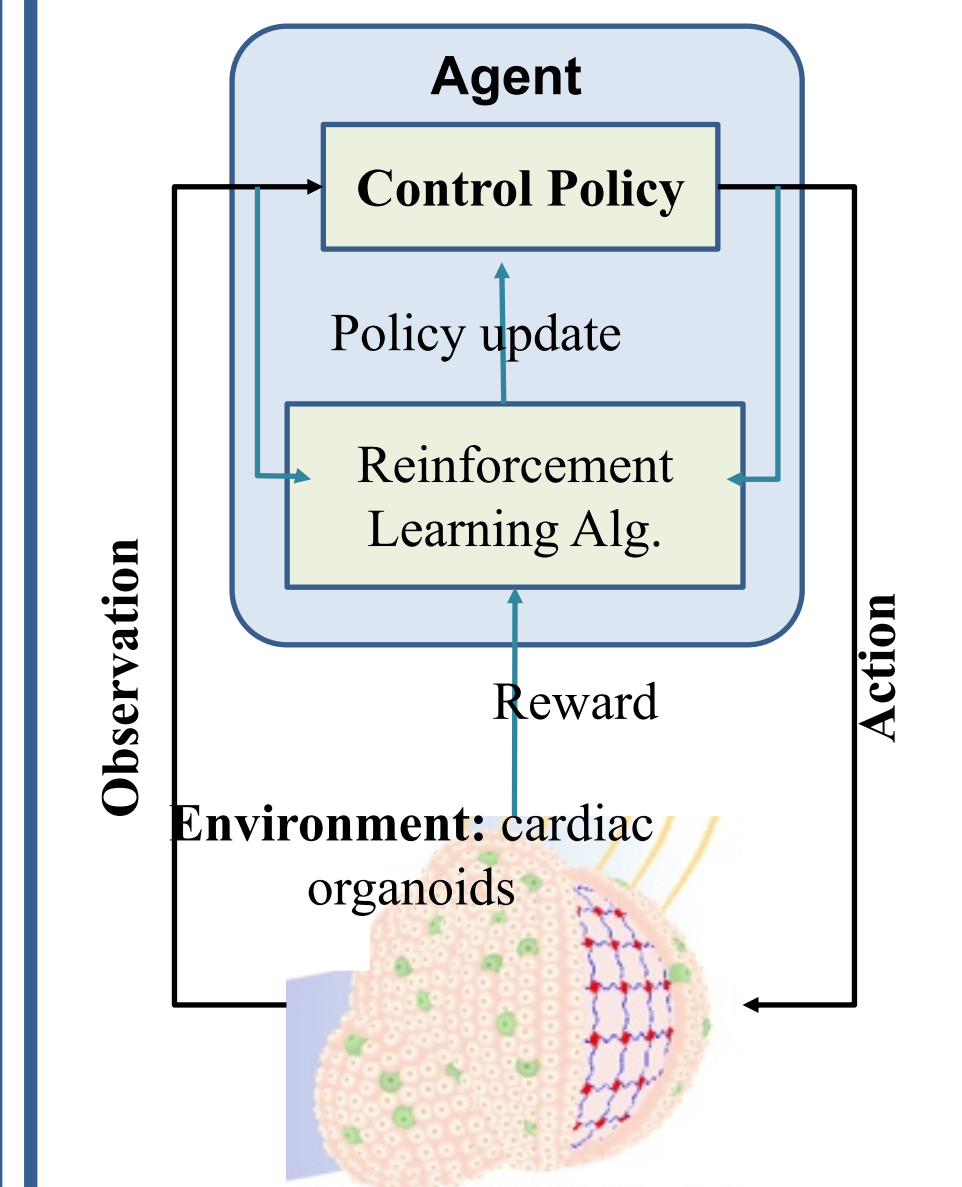 Agent
Control Policy
Policy update
Reinforcement
Learning Alg.
Observation
Action
Reward
Environment: cardiac
organoids